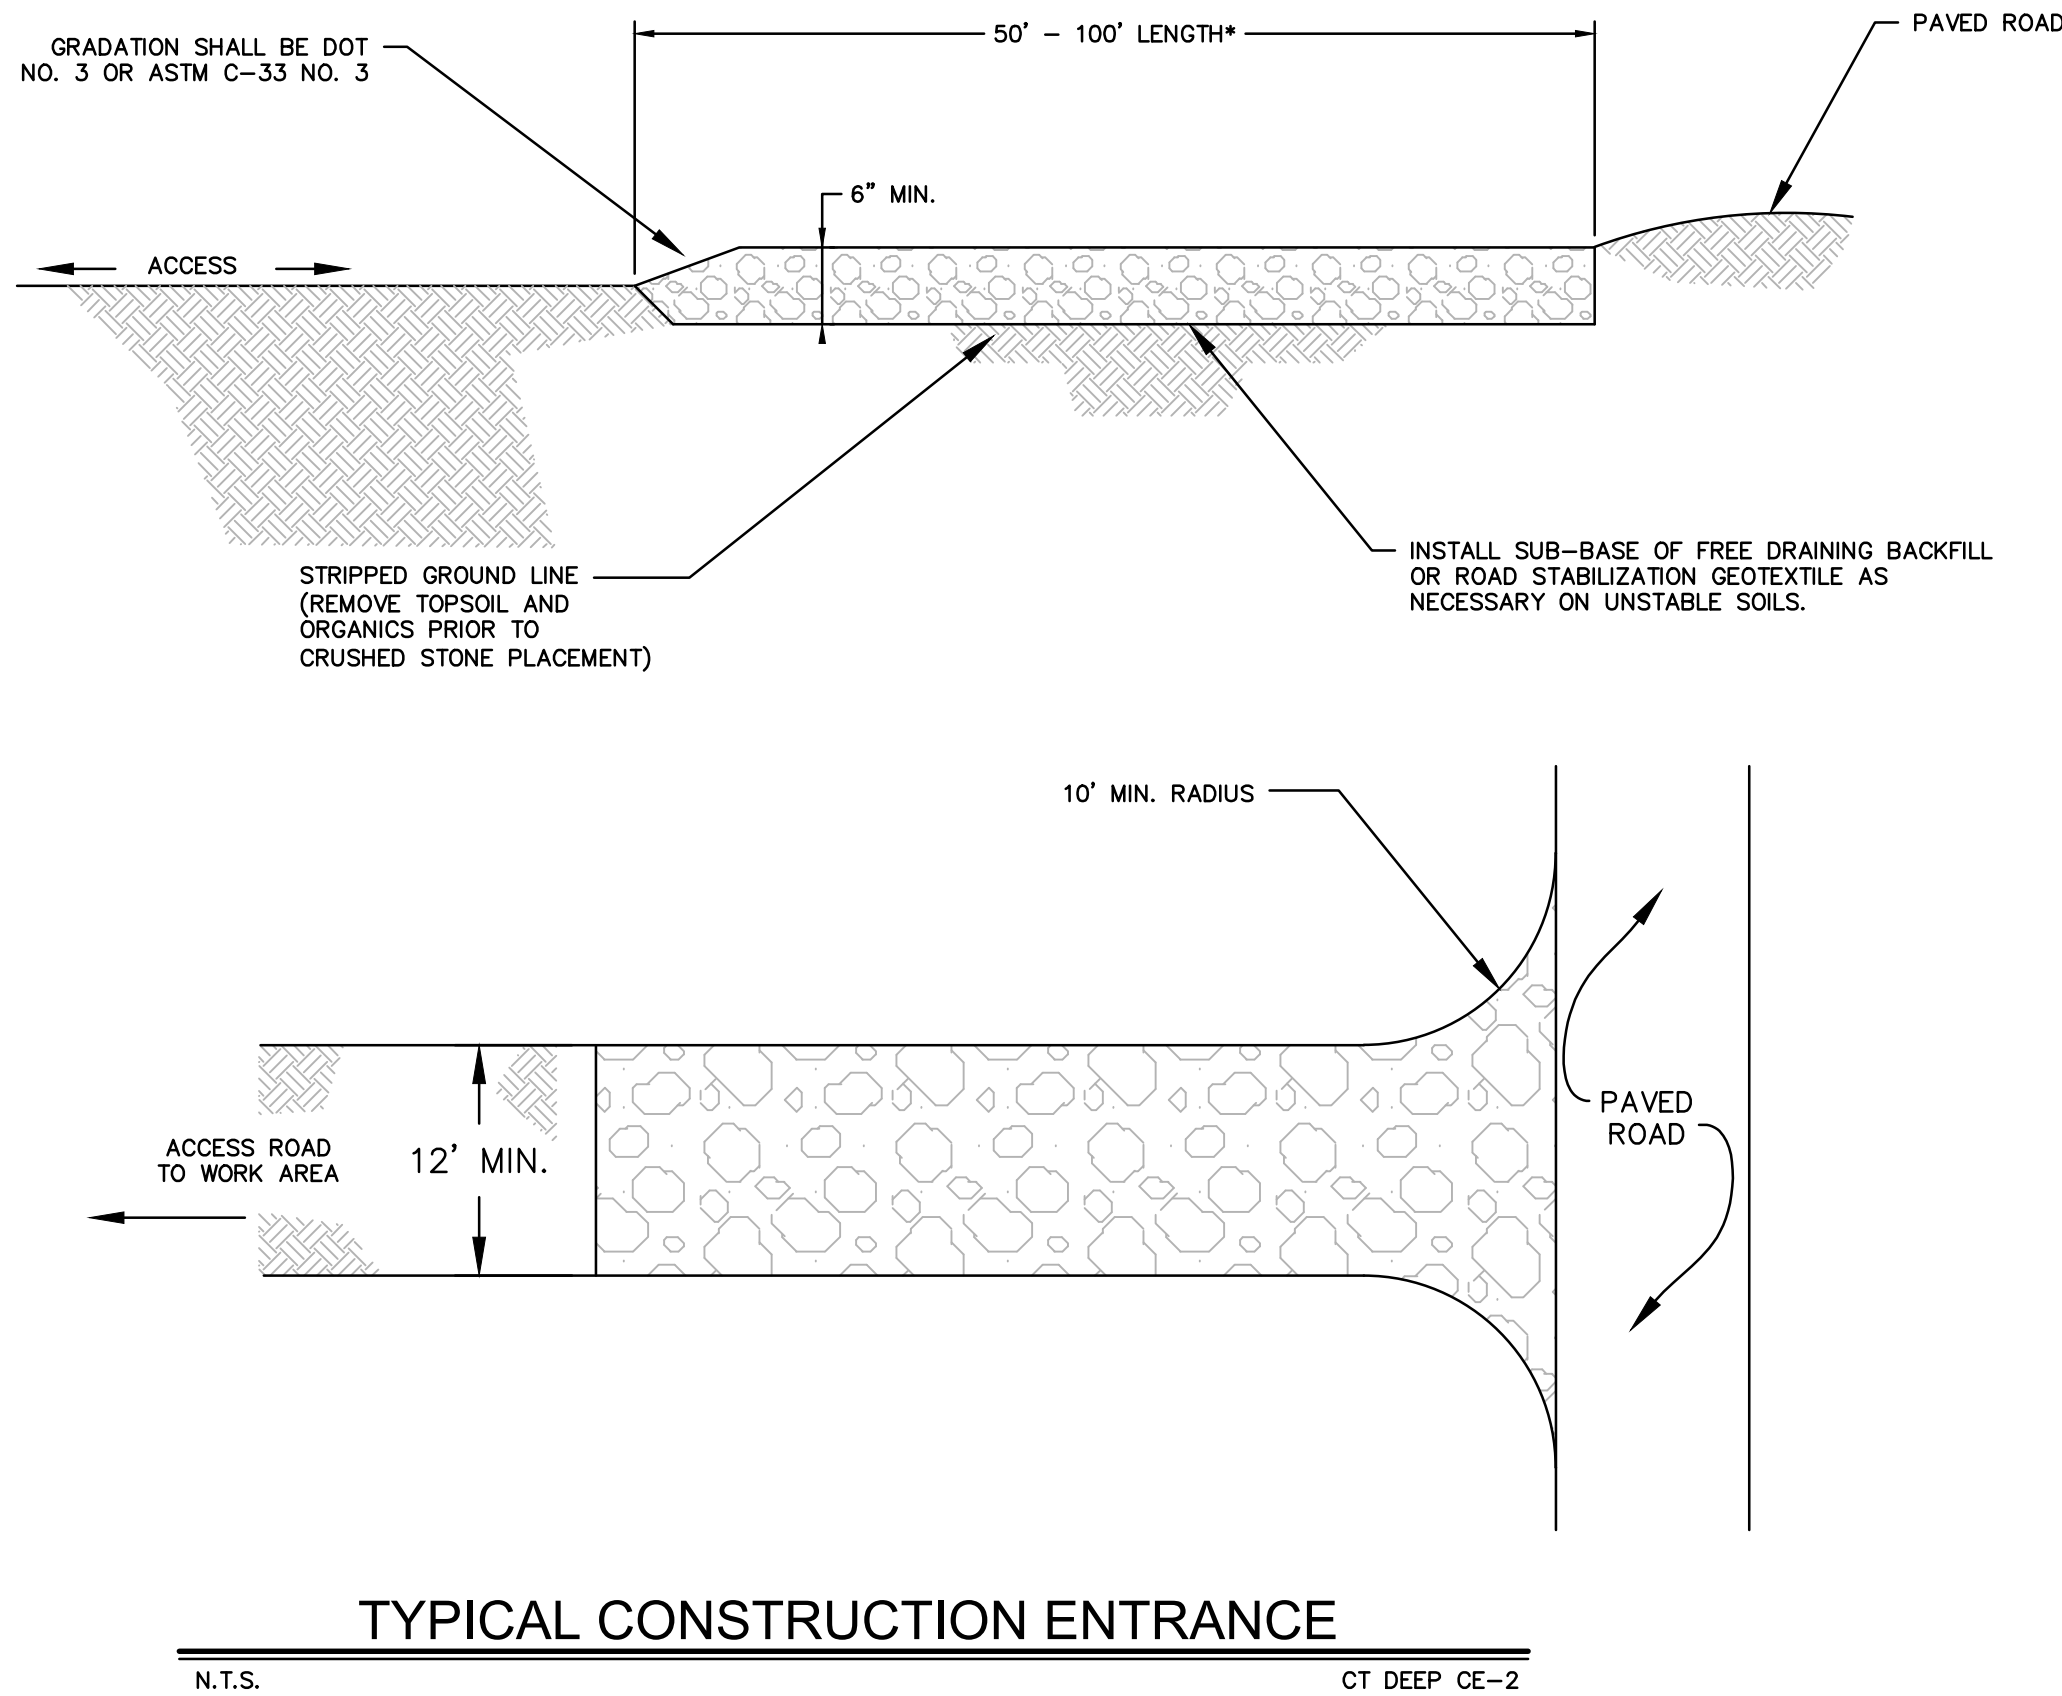 GRADATION SHALL BE DOT
NO. 3 OR ASTM C-33 NO. 3
50' - 100' LENGTH*
PAVED ROAD
6" MIN.
ACCESS
STRIPPED GROUND LINE
(REMOVE TOPSOIL AND
ORGANICS PRIOR TO
CRUSHED STONE PLACEMENT)
INSTALL SUB-BASE OF FREE DRAINING BACKFILL
OR ROAD STABILIZATION GEOTEXTILE AS
NECESSARY ON UNSTABLE SOILS.
10' MIN. RADIUS
ACCESS ROAD
TO WORK AREA
12' MIN.
PAVED
ROAD
TYPICAL CONSTRUCTION ENTRANCE
N.T.S.
CT DEEP CE-2